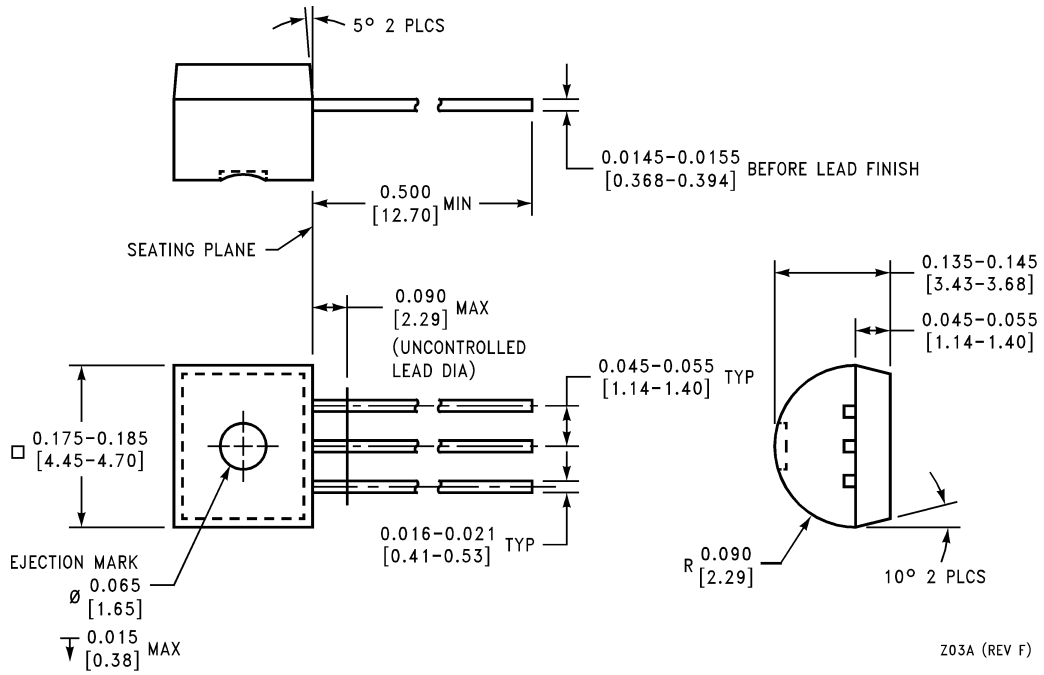 5° 2 PLCS
0.0145-0.0155
[0.368-0.394]
BEFORE LEAD FINISH
0.500
[12.70]
MIN
SEATING PLANE
0.135-0.145
[3.43-3.68]
0.090
[2.29]
MAX
(UNCONTROLLED
LEAD DIA)
0.045-0.055
[1.14-1.40]
0.045-0.055
[1.14-1.40]
TYP
□ 0.175-0.185
[4.45-4.70]
0.016-0.021
[0.41-0.53]
TYP
EJECTION MARK
Ø 0.065
[1.65]
0.015
[0.38]
MAX
R 0.090
[2.29]
10° 2 PLCS
Z03A (REV F)